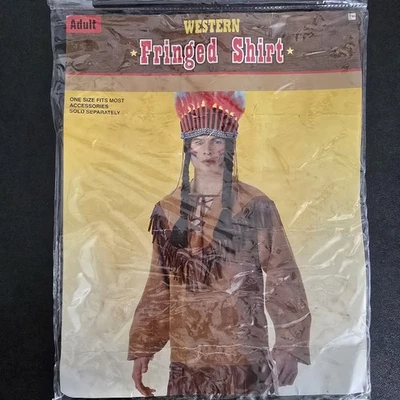 Adult
WESTERN
Fringed Shirt
ONE SIZE FITS MOST
ACCESSORIES
SOLD SEPARATELY